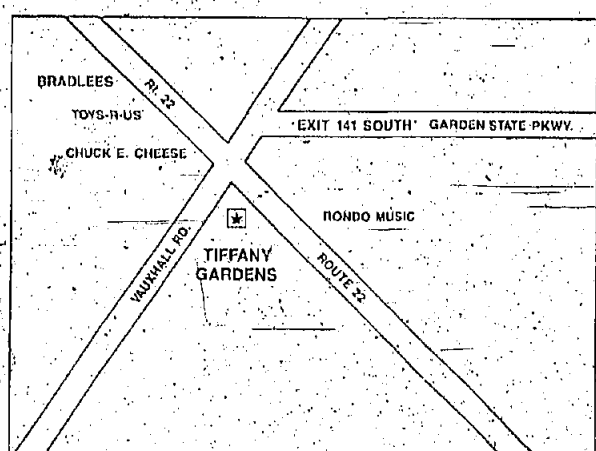 BRADLEES
RT. 22
TOYS-R-US
CHUCK E. CHEESE
EXIT 141 SOUTH GARDEN STATE PKWY.
RONDO MUSIC
VAUXHALL RD.
TIFFANY
GARDENS
ROUTE 22